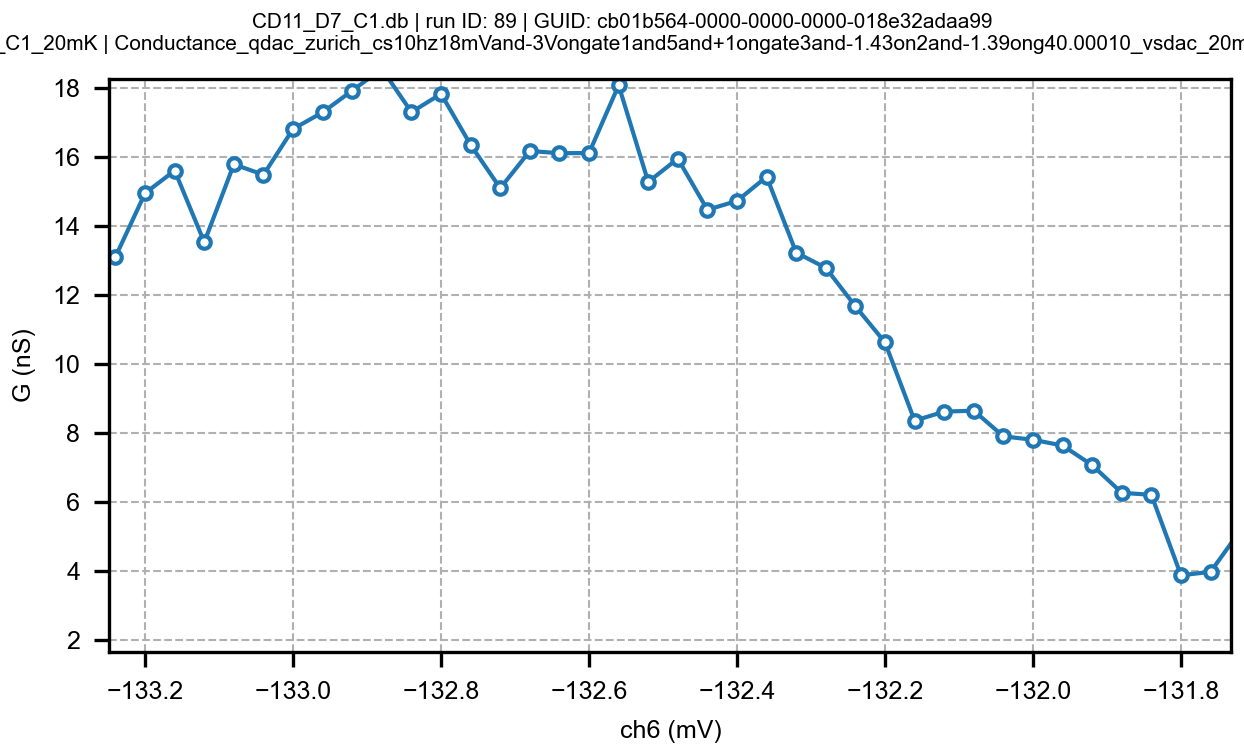 CD11_D7_C1.db | run ID: 89 | GUID: cb01b564-0000-0000-0000-018e32adaa99
_C1_20mK | Conductance_qdac_zurich_cs10hz18mVand-3Vongate1and5and+1ongate3and-1.43on2and-1.39ong40.00010_vsdac_20m
18
16
14
12
10
8
6
4
2
G (nS)
−133.2 −133.0 −132.8 −132.6 −132.4 −132.2 −132.0 −131.8
ch6 (mV)